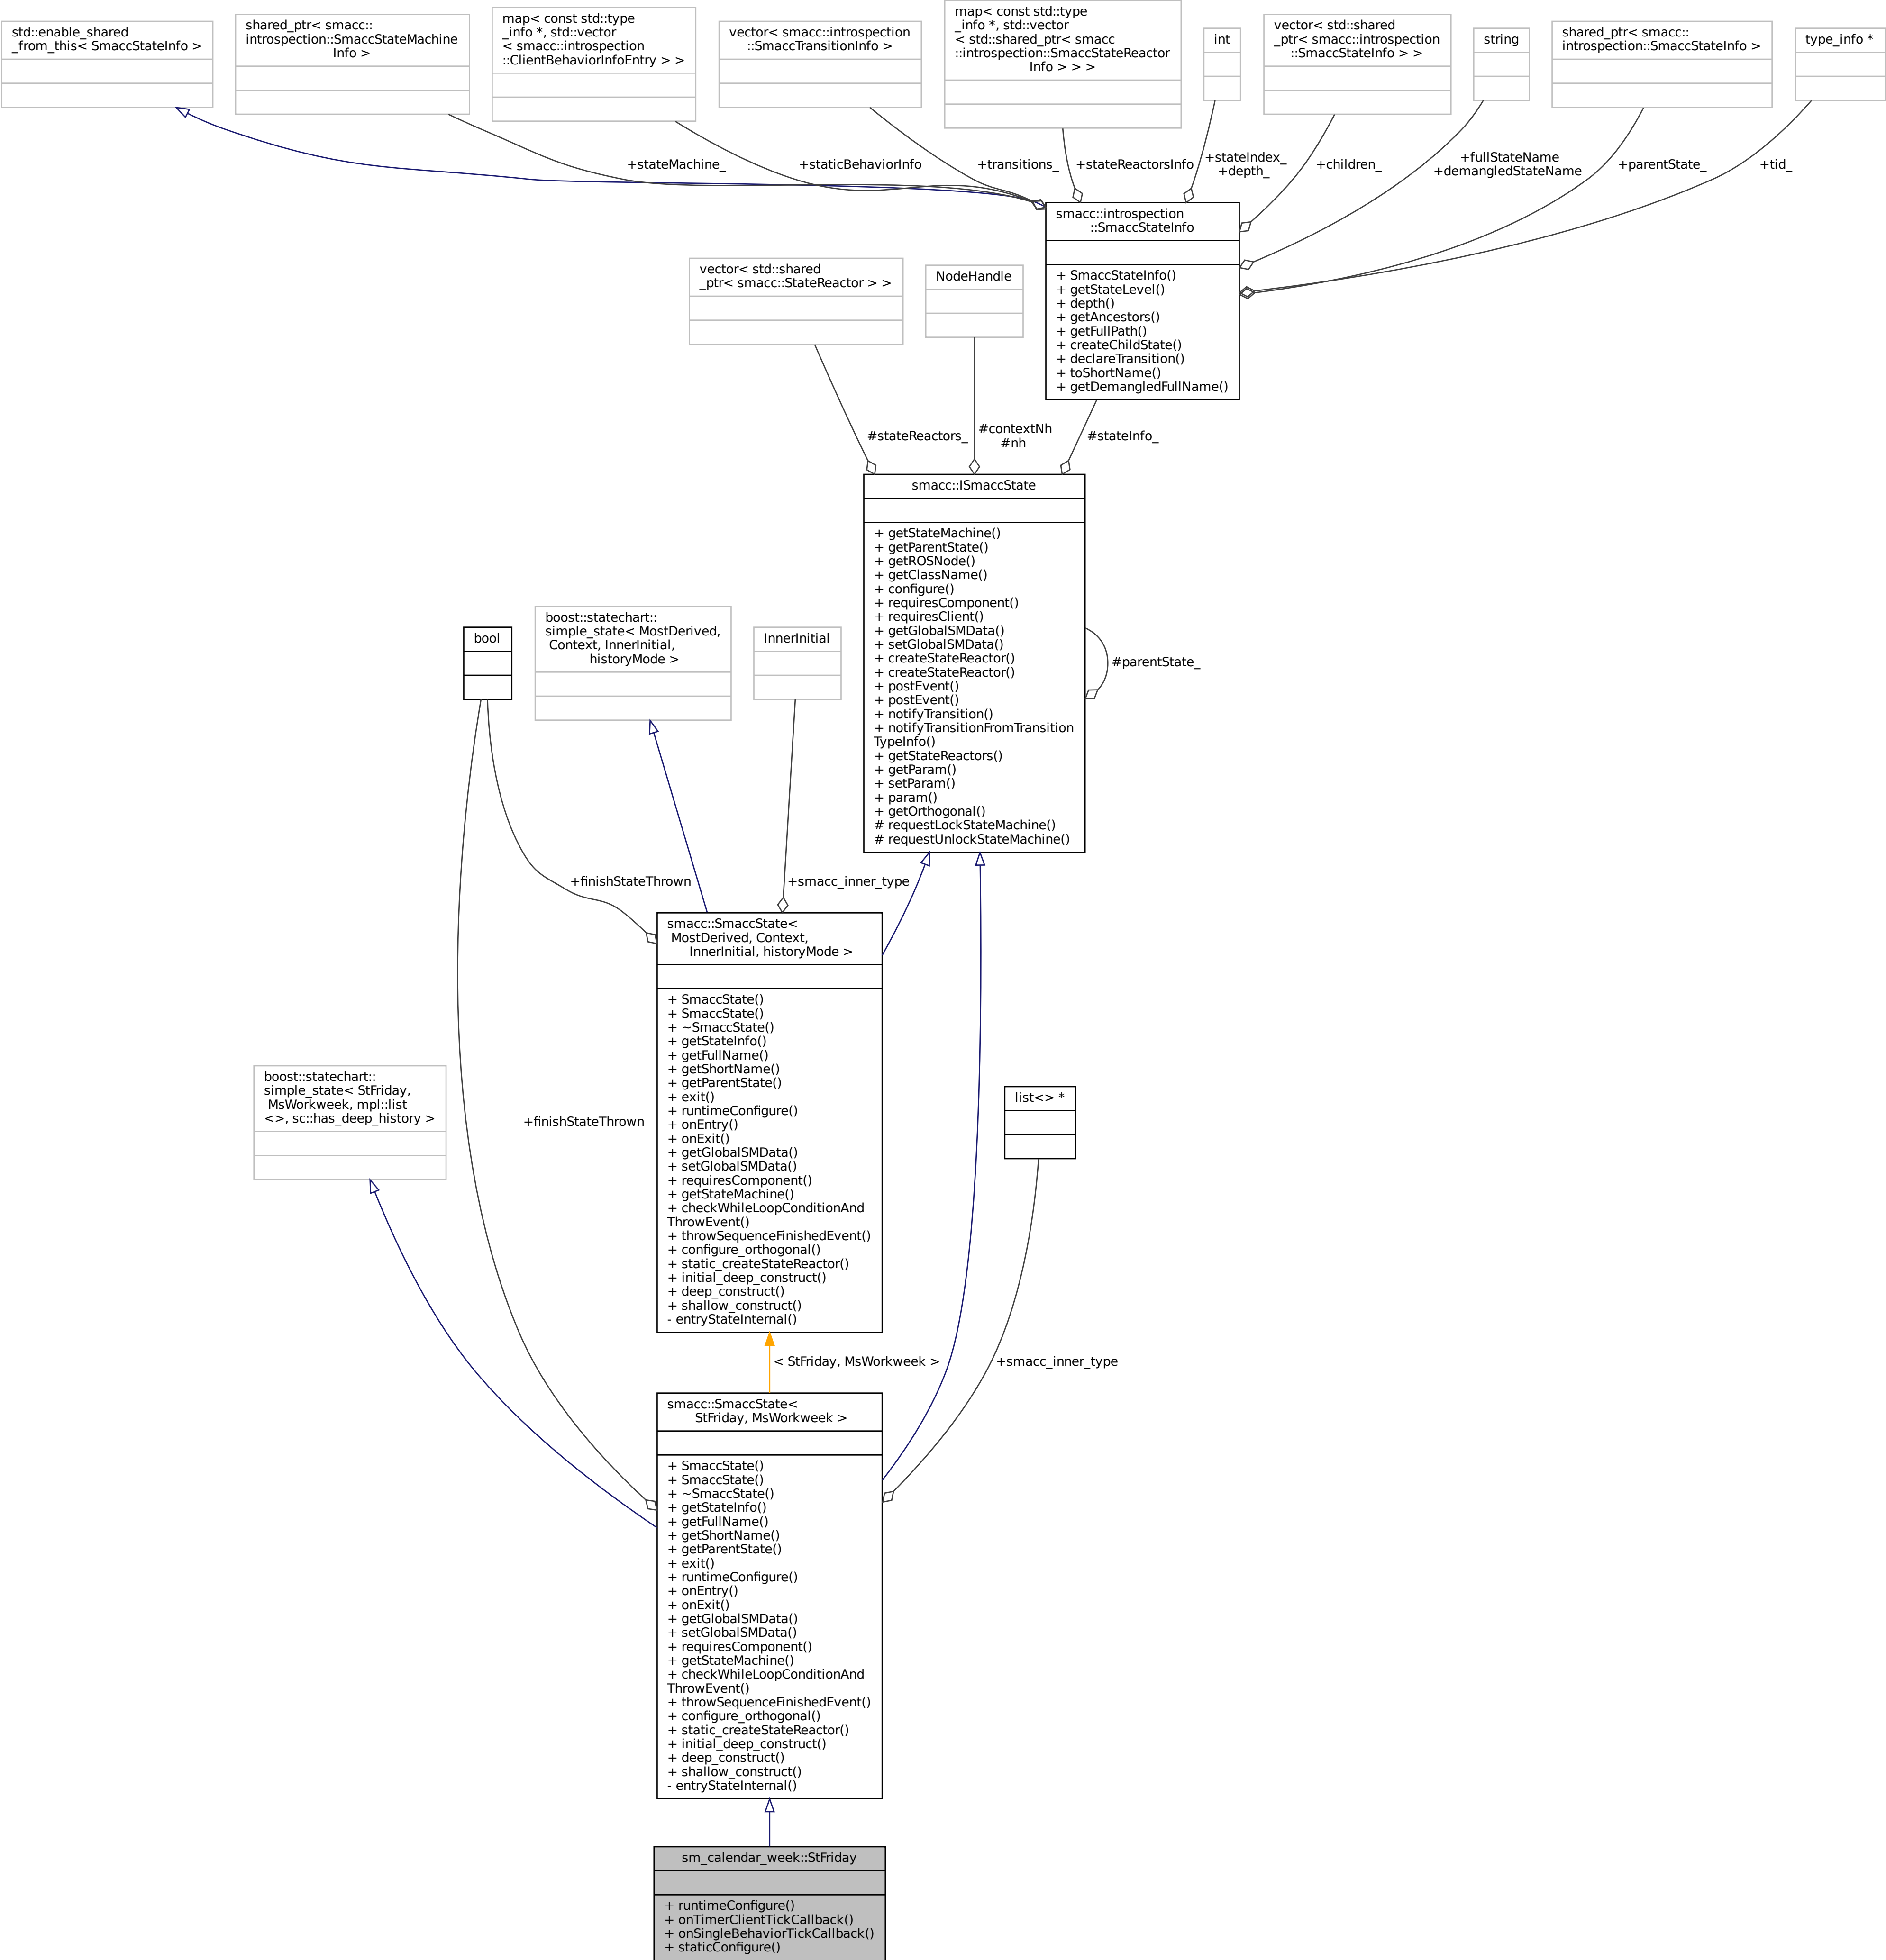 std::enable_shared
_from_this< SmaccStateInfo >
shared_ptr< smacc::
introspection::SmaccStateMachine
Info >
map< const std::type
_info *, std::vector
< smacc::introspection
::ClientBehaviorInfoEntry > >
vector< smacc::introspection
::SmaccTransitionInfo >
map< const std::type
_info *, std::vector
< std::shared_ptr< smacc
::introspection::SmaccStateReactor
Info > > >
int
vector< std::shared
_ptr< smacc::introspection
::SmaccStateInfo > >
string
shared_ptr< smacc::
introspection::SmaccStateInfo >
type_info *
+stateMachine_
+staticBehaviorInfo
+transitions_
+stateReactorsInfo
+stateIndex_
+depth_
+children_
+fullStateName
+demangledStateName
+parentState_
+tid_
smacc::introspection
::SmaccStateInfo
+ SmaccStateInfo()
+ getStateLevel()
+ depth()
+ getAncestors()
+ getFullPath()
+ createChildState()
+ declareTransition()
+ toShortName()
+ getDemangledFullName()
vector< std::shared
_ptr< smacc::StateReactor > >
NodeHandle
#stateReactors_
#contextNh
#nh
#stateInfo_
smacc::ISmaccState
+ getStateMachine()
+ getParentState()
+ getROSNode()
+ getClassName()
+ configure()
+ requiresComponent()
+ requiresClient()
+ getGlobalSMData()
+ setGlobalSMData()
+ createStateReactor()
+ createStateReactor()
+ postEvent()
+ postEvent()
+ notifyTransition()
+ notifyTransitionFromTransition
TypeInfo()
+ getStateReactors()
+ getParam()
+ setParam()
+ param()
+ getOrthogonal()
# requestLockStateMachine()
# requestUnlockStateMachine()
#parentState_
bool
boost::statechart::
simple_state< MostDerived,
Context, InnerInitial,
historyMode >
InnerInitial
+finishStateThrown
+smacc_inner_type
smacc::SmaccState<
MostDerived, Context,
InnerInitial, historyMode >
+ SmaccState()
+ SmaccState()
+ ~SmaccState()
+ getStateInfo()
+ getFullName()
+ getShortName()
+ getParentState()
+ exit()
+ runtimeConfigure()
+ onEntry()
+ onExit()
+ getGlobalSMData()
+ setGlobalSMData()
+ requiresComponent()
+ getStateMachine()
+ checkWhileLoopConditionAnd
ThrowEvent()
+ throwSequenceFinishedEvent()
+ configure_orthogonal()
+ static_createStateReactor()
+ initial_deep_construct()
+ deep_construct()
+ shallow_construct()
- entryStateInternal()
boost::statechart::
simple_state< StFriday,
MsWorkweek, mpl::list
<>, sc::has_deep_history >
+finishStateThrown
list<> *
< StFriday, MsWorkweek >
+smacc_inner_type
smacc::SmaccState<
StFriday, MsWorkweek >
+ SmaccState()
+ SmaccState()
+ ~SmaccState()
+ getStateInfo()
+ getFullName()
+ getShortName()
+ getParentState()
+ exit()
+ runtimeConfigure()
+ onEntry()
+ onExit()
+ getGlobalSMData()
+ setGlobalSMData()
+ requiresComponent()
+ getStateMachine()
+ checkWhileLoopConditionAnd
ThrowEvent()
+ throwSequenceFinishedEvent()
+ configure_orthogonal()
+ static_createStateReactor()
+ initial_deep_construct()
+ deep_construct()
+ shallow_construct()
- entryStateInternal()
sm_calendar_week::StFriday
+ runtimeConfigure()
+ onTimerClientTickCallback()
+ onSingleBehaviorTickCallback()
+ staticConfigure()